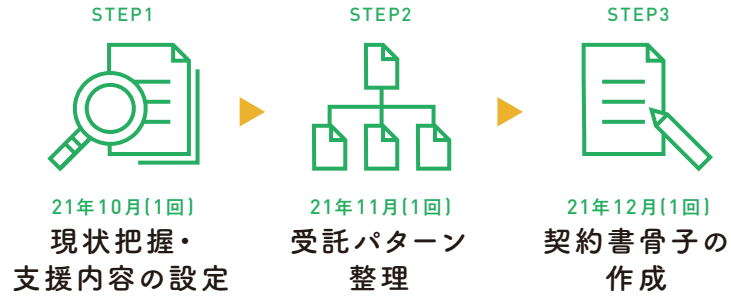 STEP1
21年10月(1回)
現状把握・
支援内容の設定
STEP2
21年11月(1回)
受託パターン
整理
STEP3
21年12月(1回)
契約書骨子の
作成